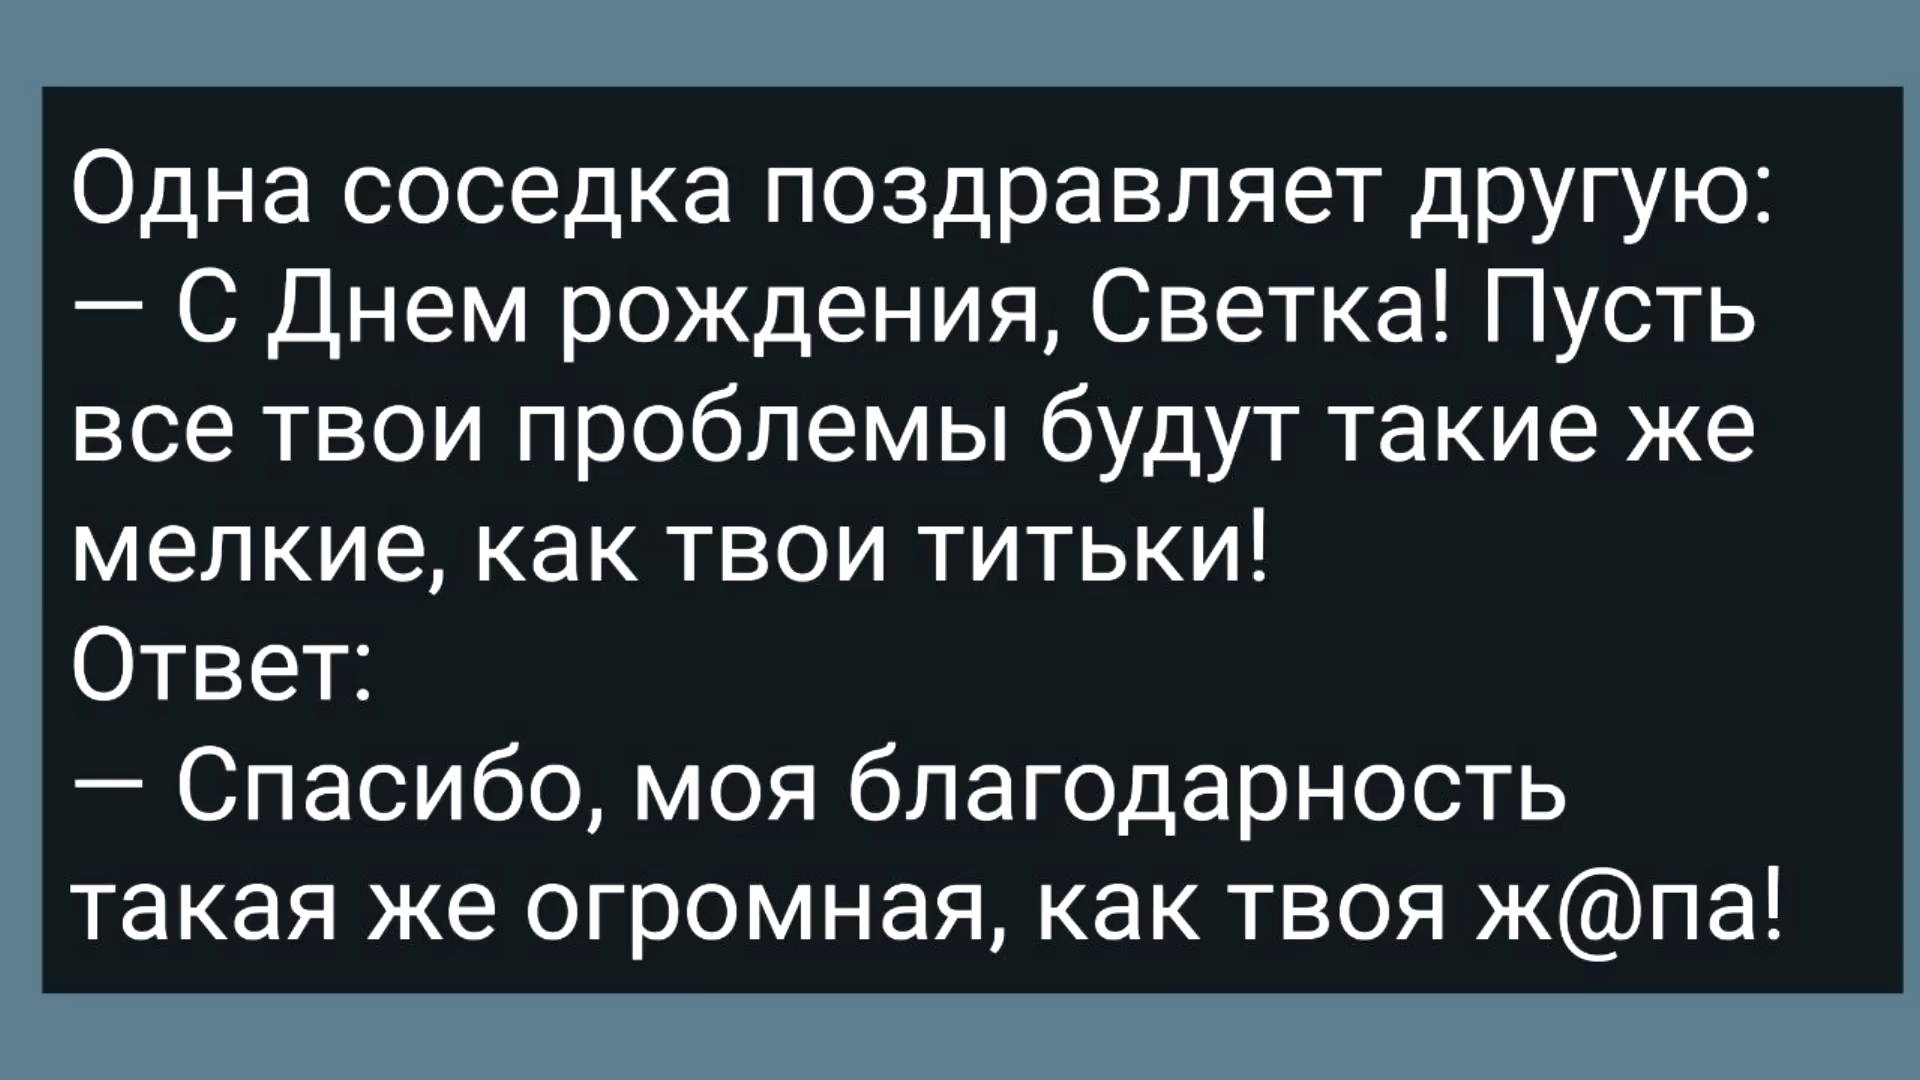 Одна соседка поздравляет другую:
— С Днем рождения, Светка! Пусть
все твои проблемы будут такие же
мелкие, как твои титьки!
Ответ:
— Спасибо, моя благодарность
такая же огромная, как твоя ж@па!